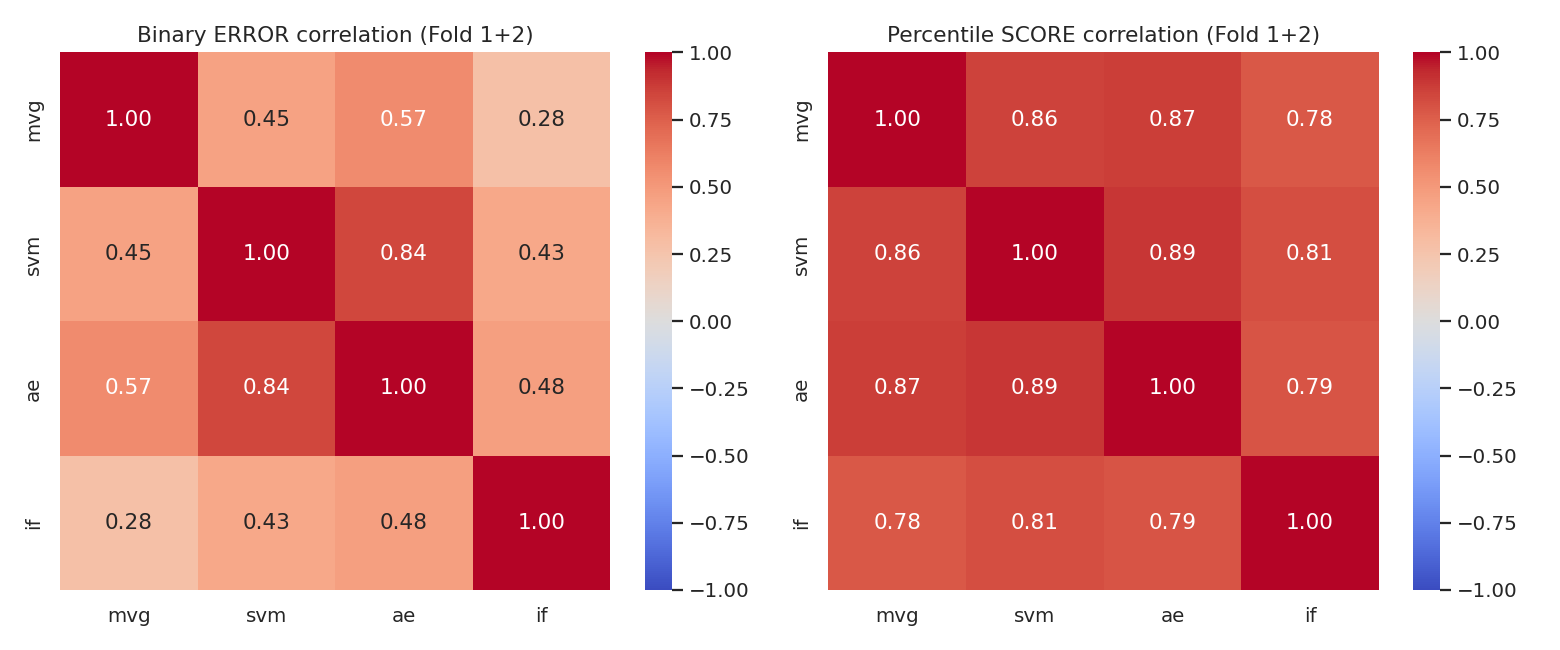 Binary ERROR correlation (Fold 1+2)
mvg 1.00 0.45 0.57 0.28
svm 0.45 1.00 0.84 0.43
ae 0.57 0.84 1.00 0.48
if 0.28 0.43 0.48 1.00
mvg svm ae if
1.00
0.75
0.50
0.25
0.00
−0.25
−0.50
−0.75
−1.00
Percentile SCORE correlation (Fold 1+2)
mvg 1.00 0.86 0.87 0.78
svm 0.86 1.00 0.89 0.81
ae 0.87 0.89 1.00 0.79
if 0.78 0.81 0.79 1.00
mvg svm ae if
1.00
0.75
0.50
0.25
0.00
−0.25
−0.50
−0.75
−1.00